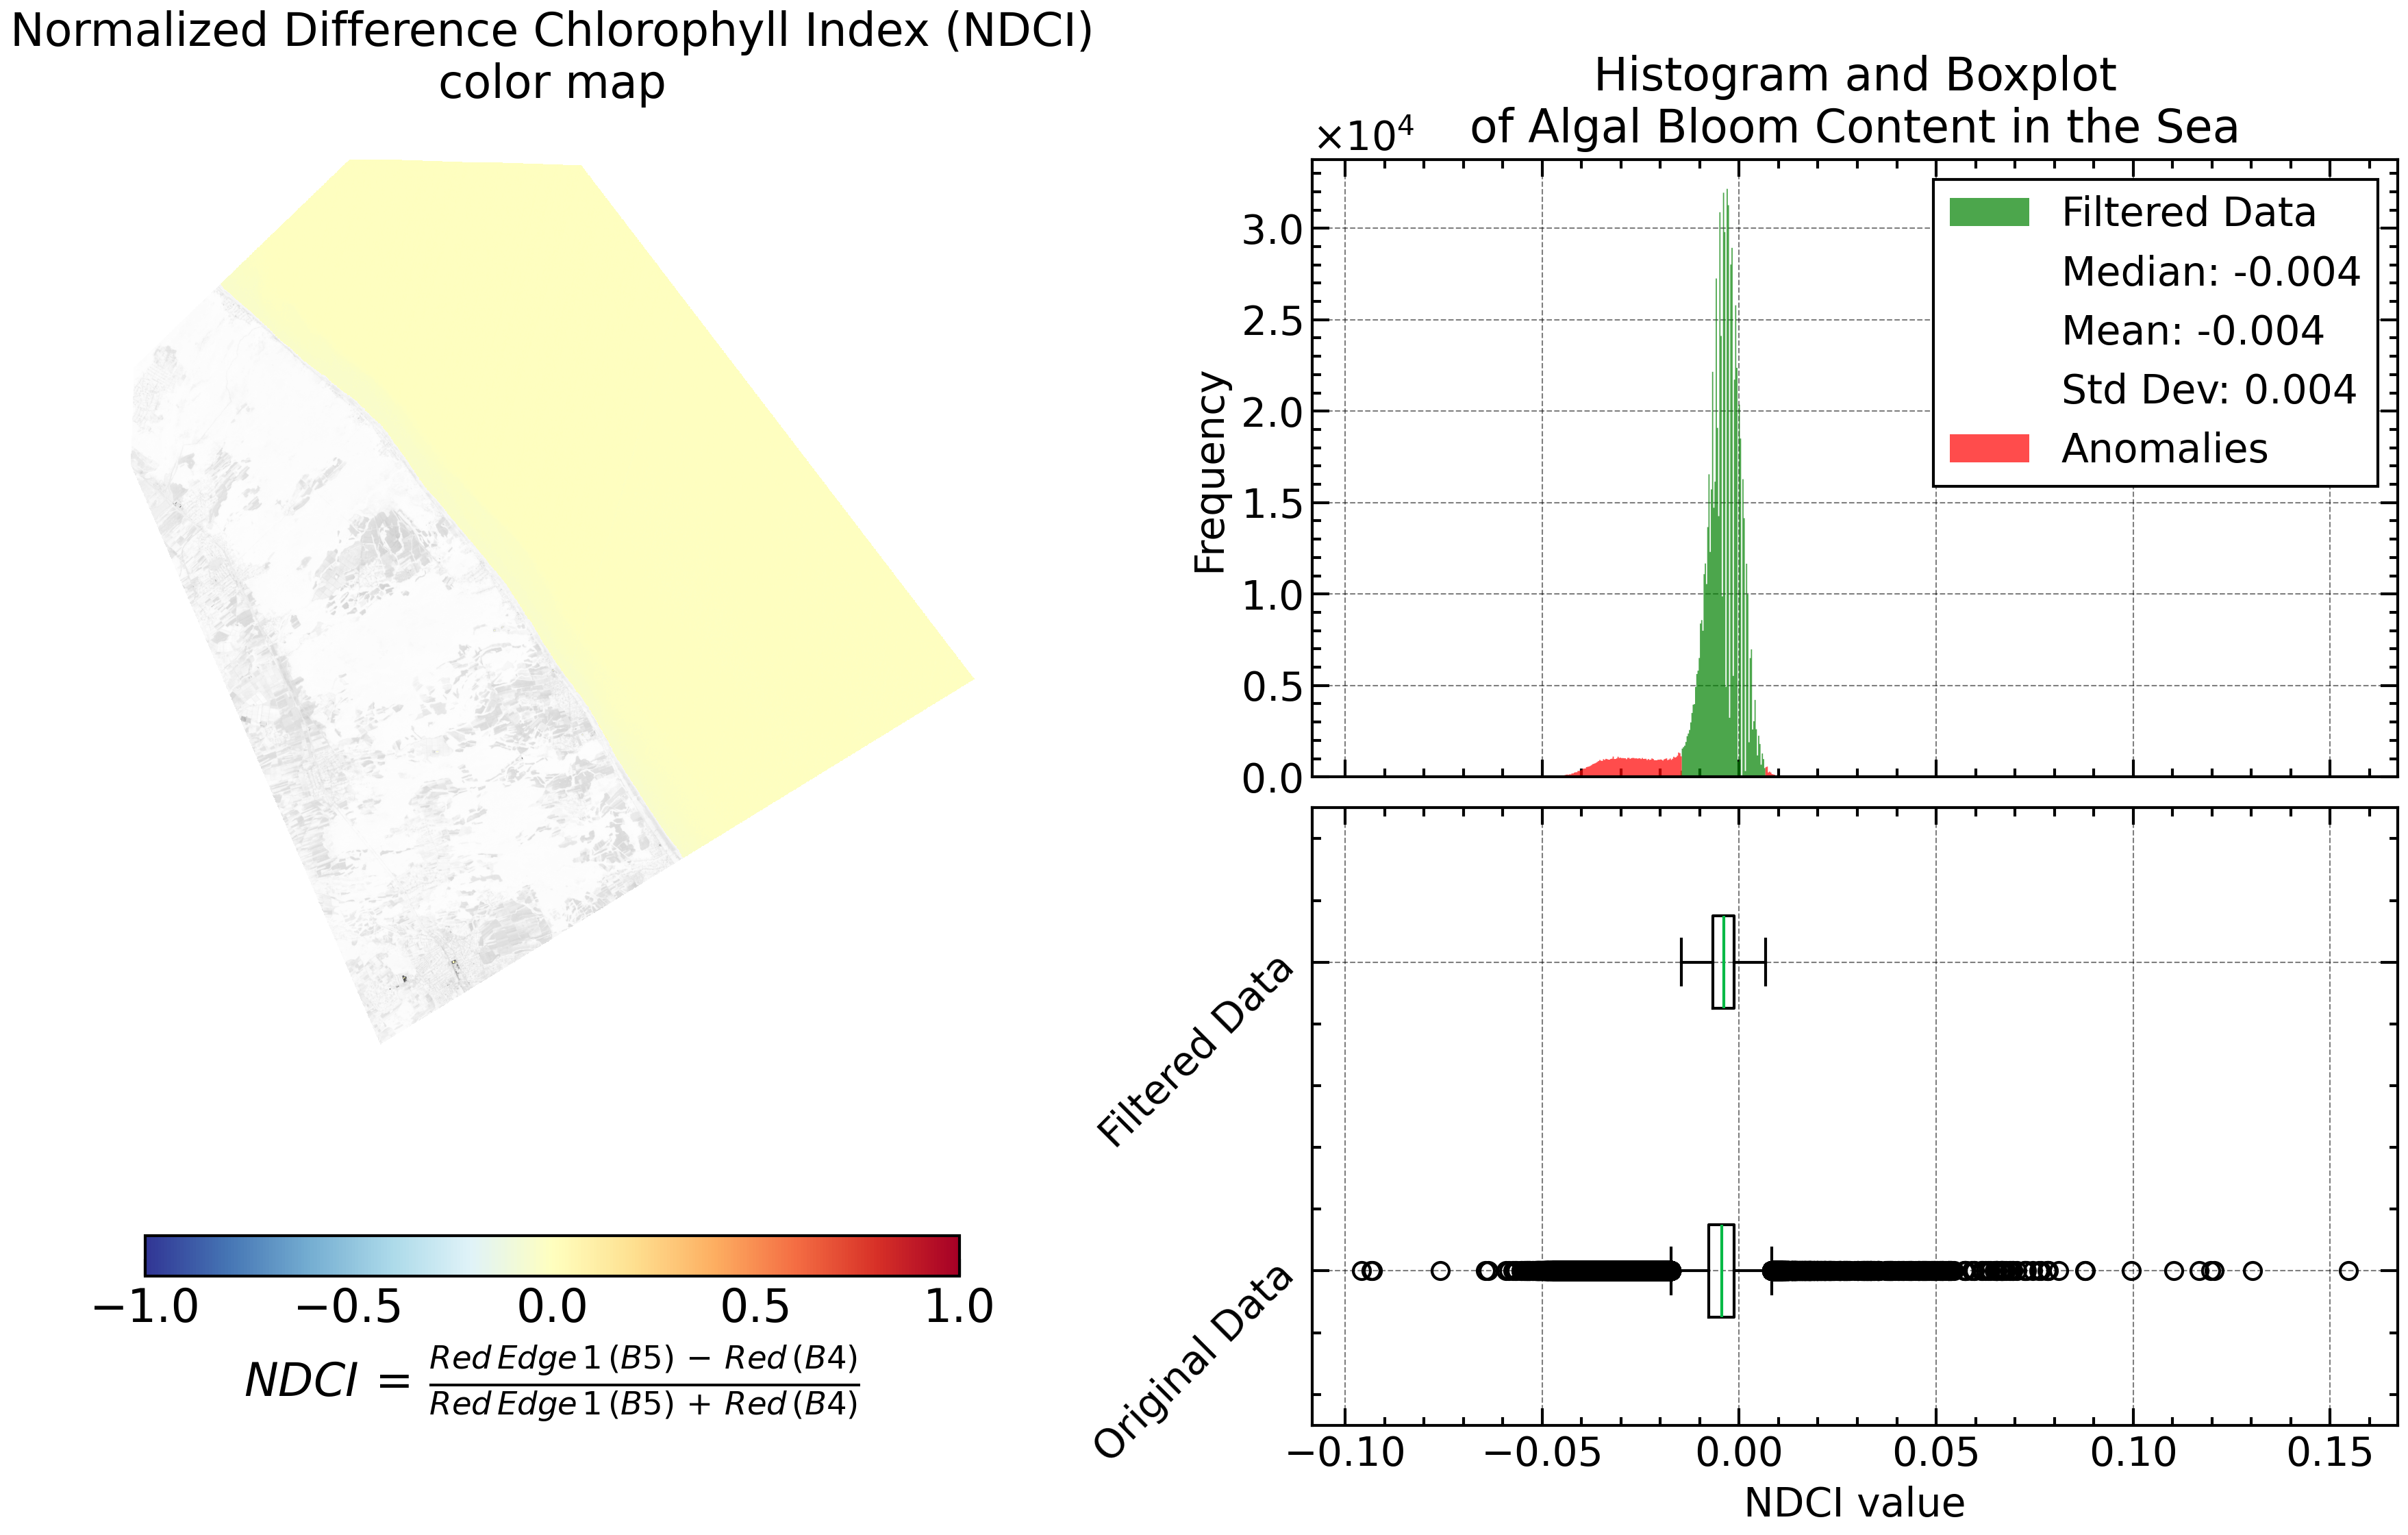 Normalized Difference Chlorophyll Index (NDCI)
color map
−1.0 −0.5 0.0 0.5 1.0
NDCI = Red Edge 1 (B5) − Red (B4)
Red Edge 1 (B5) + Red (B4)
Histogram and Boxplot
of Algal Bloom Content in the Sea
×10⁴
Frequency
3.0
2.5
2.0
1.5
1.0
0.5
0.0
Filtered Data
Median: -0.004
Mean: -0.004
Std Dev: 0.004
Anomalies
Filtered Data
Original Data
−0.10 −0.05 0.00 0.05 0.10 0.15
NDCI value